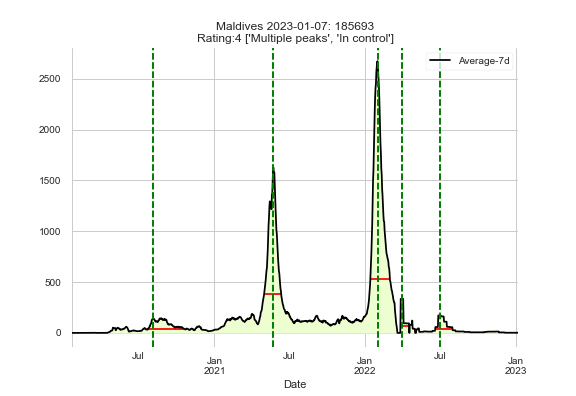 Maldives 2023-01-07: 185693
Rating:4 ['Multiple peaks', 'In control']
Average-7d
2500
2000
1500
1000
500
0
Jul
Jan
2021
Jul
Jan
2022
Jul
Jan
2023
Date